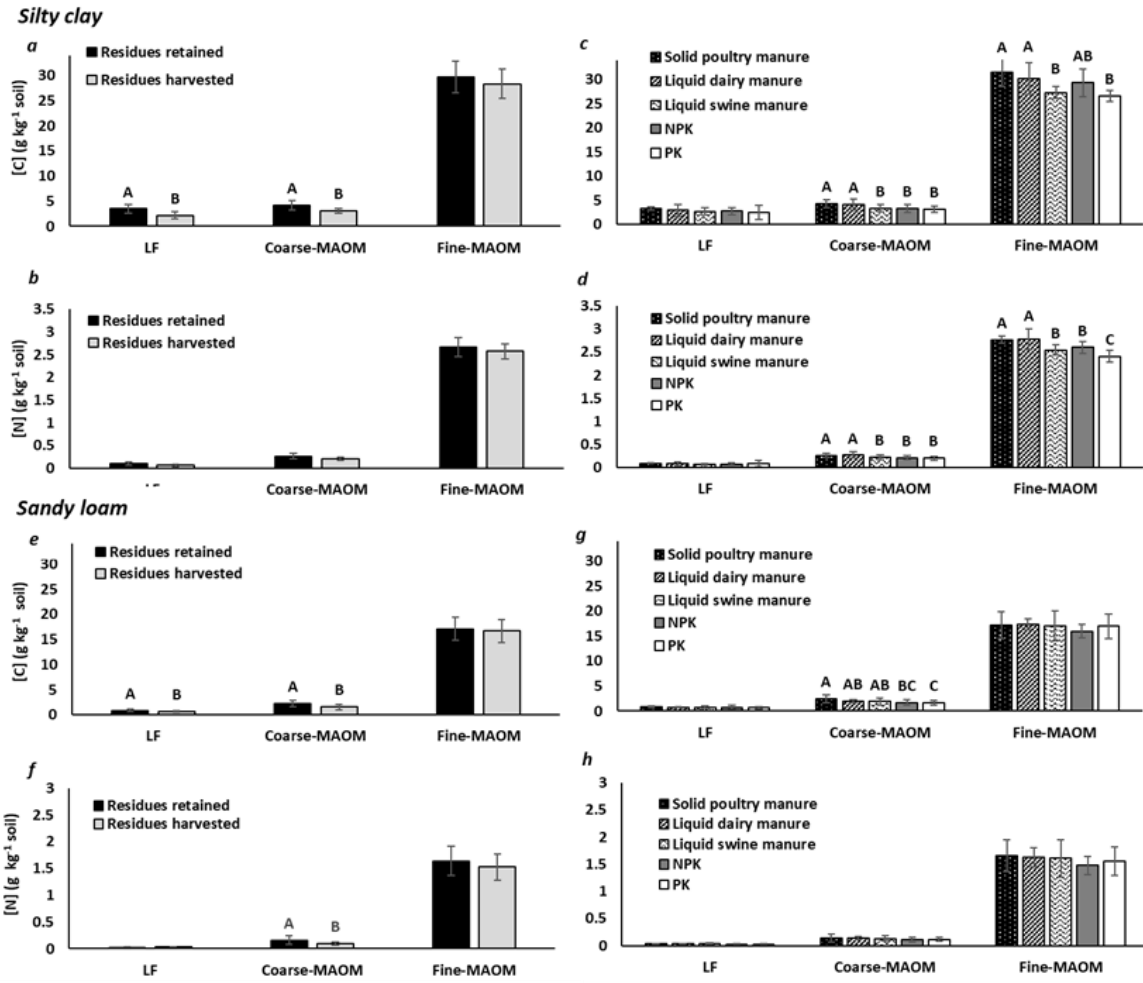 Silty clay
a
Residues retained
Residues harvested
[C] (g kg⁻¹ soil)
30
25
20
15
10
5
0
A
B
A
B
LF
Coarse-MAOM
Fine-MAOM
c
Solid poultry manure
Liquid dairy manure
Liquid swine manure
NPK
PK
[C] (g kg⁻¹ soil)
30
25
20
15
10
5
0
A A B B B
A A B AB B
LF
Coarse-MAOM
Fine-MAOM
b
Residues retained
Residues harvested
[N] (g kg⁻¹ soil)
3.5
3
2.5
2
1.5
1
0.5
0
Coarse-MAOM
Fine-MAOM
d
Solid poultry manure
Liquid dairy manure
Liquid swine manure
NPK
PK
[N] (g kg⁻¹ soil)
3.5
3
2.5
2
1.5
1
0.5
0
A A B B B
A A B B C
LF
Coarse-MAOM
Fine-MAOM
Sandy loam
e
Residues retained
Residues harvested
[C] (g kg⁻¹ soil)
30
25
20
15
10
5
0
A
B
A
B
LF
Coarse-MAOM
Fine-MAOM
g
Solid poultry manure
Liquid dairy manure
Liquid swine manure
NPK
PK
[C] (g kg⁻¹ soil)
30
25
20
15
10
5
0
A AB AB BC C
LF
Coarse-MAOM
Fine-MAOM
f
Residues retained
Residues harvested
[N] (g kg⁻¹ soil)
3
2.5
2
1.5
1
0.5
0
A
B
LF
Coarse-MAOM
Fine-MAOM
h
Solid poultry manure
Liquid dairy manure
Liquid swine manure
NPK
PK
3
2.5
2
1.5
1
0.5
0
LF
Coarse-MAOM
Fine-MAOM